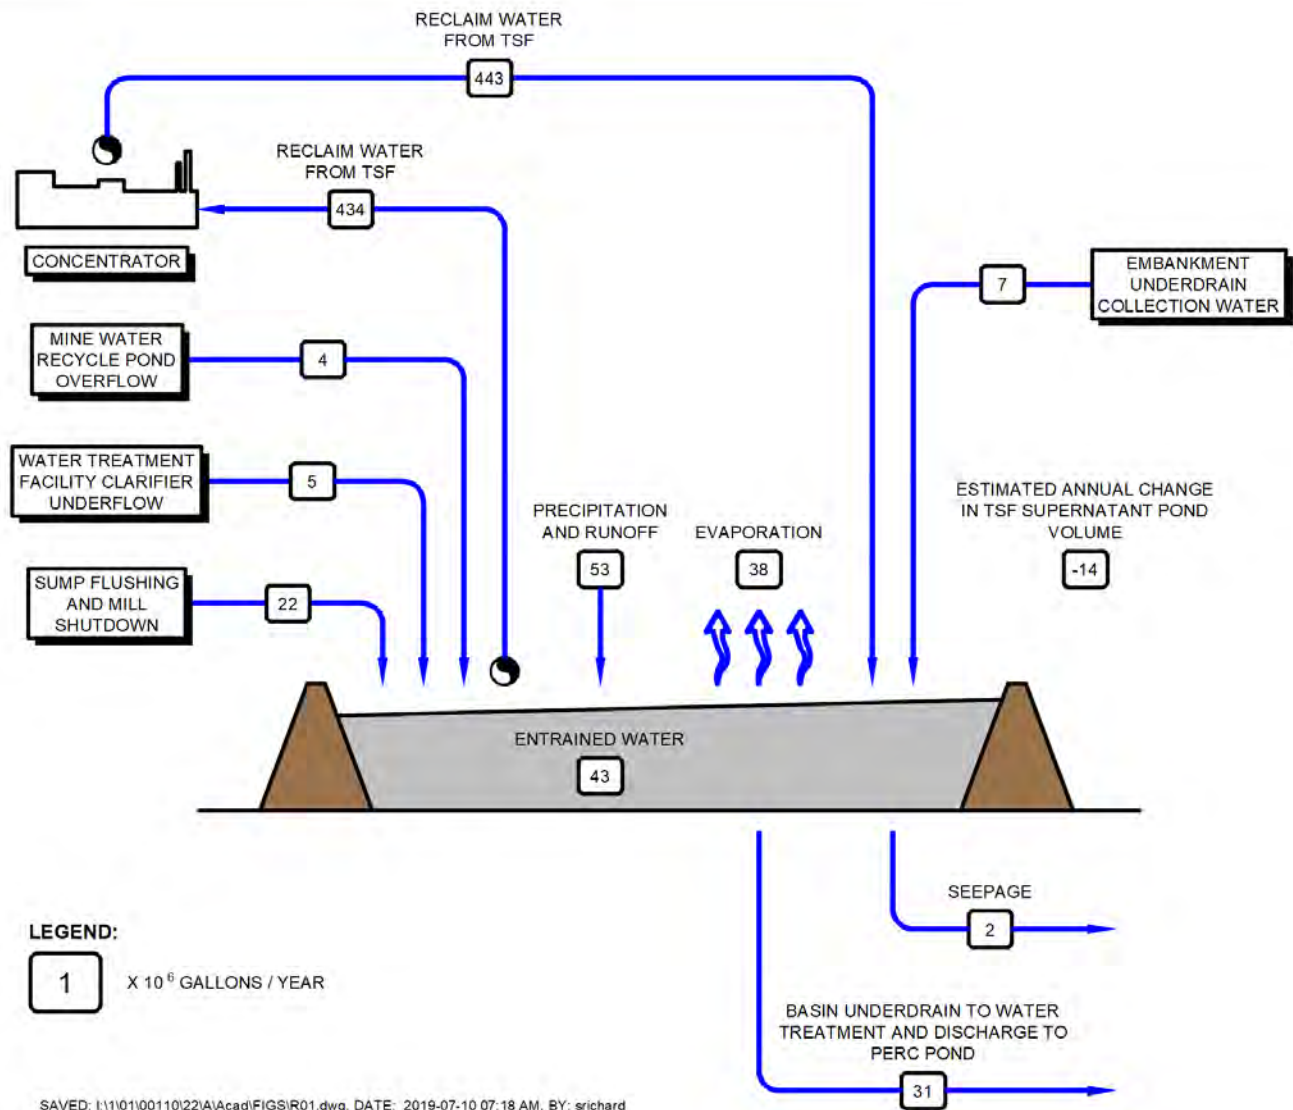 RECLAIM WATER
FROM TSF
443
RECLAIM WATER
FROM TSF
434
CONCENTRATOR
7
EMBANKMENT
UNDERDRAIN
COLLECTION WATER
MINE WATER
RECYCLE POND
OVERFLOW
4
WATER TREATMENT
FACILITY CLARIFIER
UNDERFLOW
5
SUMP FLUSHING
AND MILL
SHUTDOWN
22
PRECIPITATION
AND RUNOFF
53
EVAPORATION
38
ESTIMATED ANNUAL CHANGE
IN TSF SUPERNATANT POND
VOLUME
-14
ENTRAINED WATER
43
SEEPAGE
2
LEGEND:
1
X 10⁶ GALLONS / YEAR
BASIN UNDERDRAIN TO WATER
TREATMENT AND DISCHARGE TO
PERC POND
31
SAVED: I:\1\01\00110\22\A\Acad\FIGS\R01.dwg, DATE: 2019-07-10 07:18 AM, BY: srichard